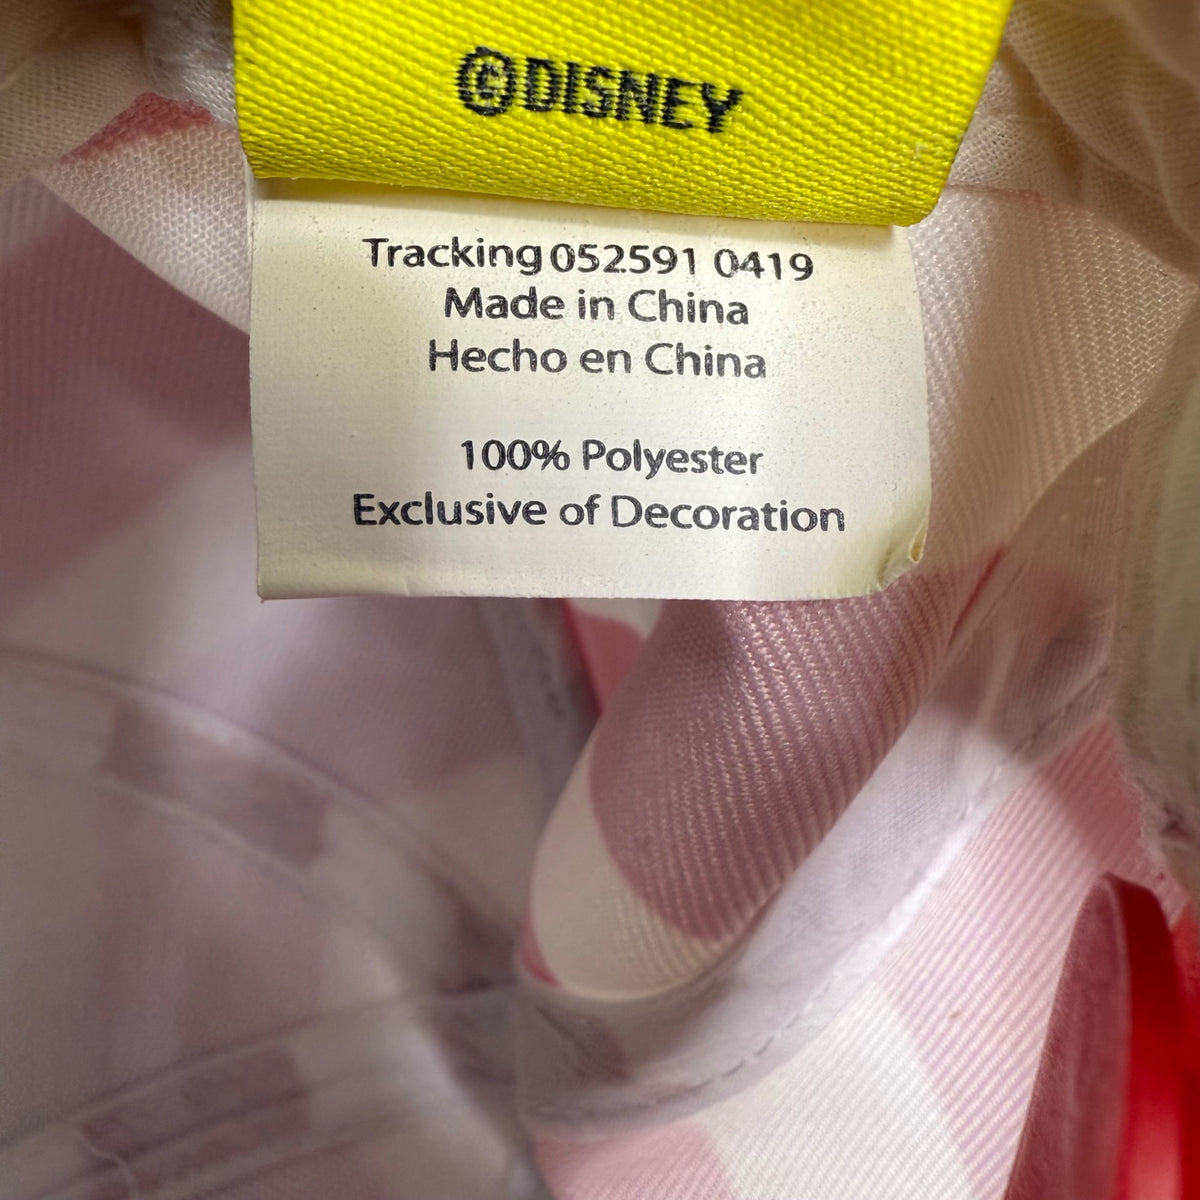 ©DISNEY
Tracking 052591 0419
Made in China
Hecho en China
100% Polyester
Exclusive of Decoration